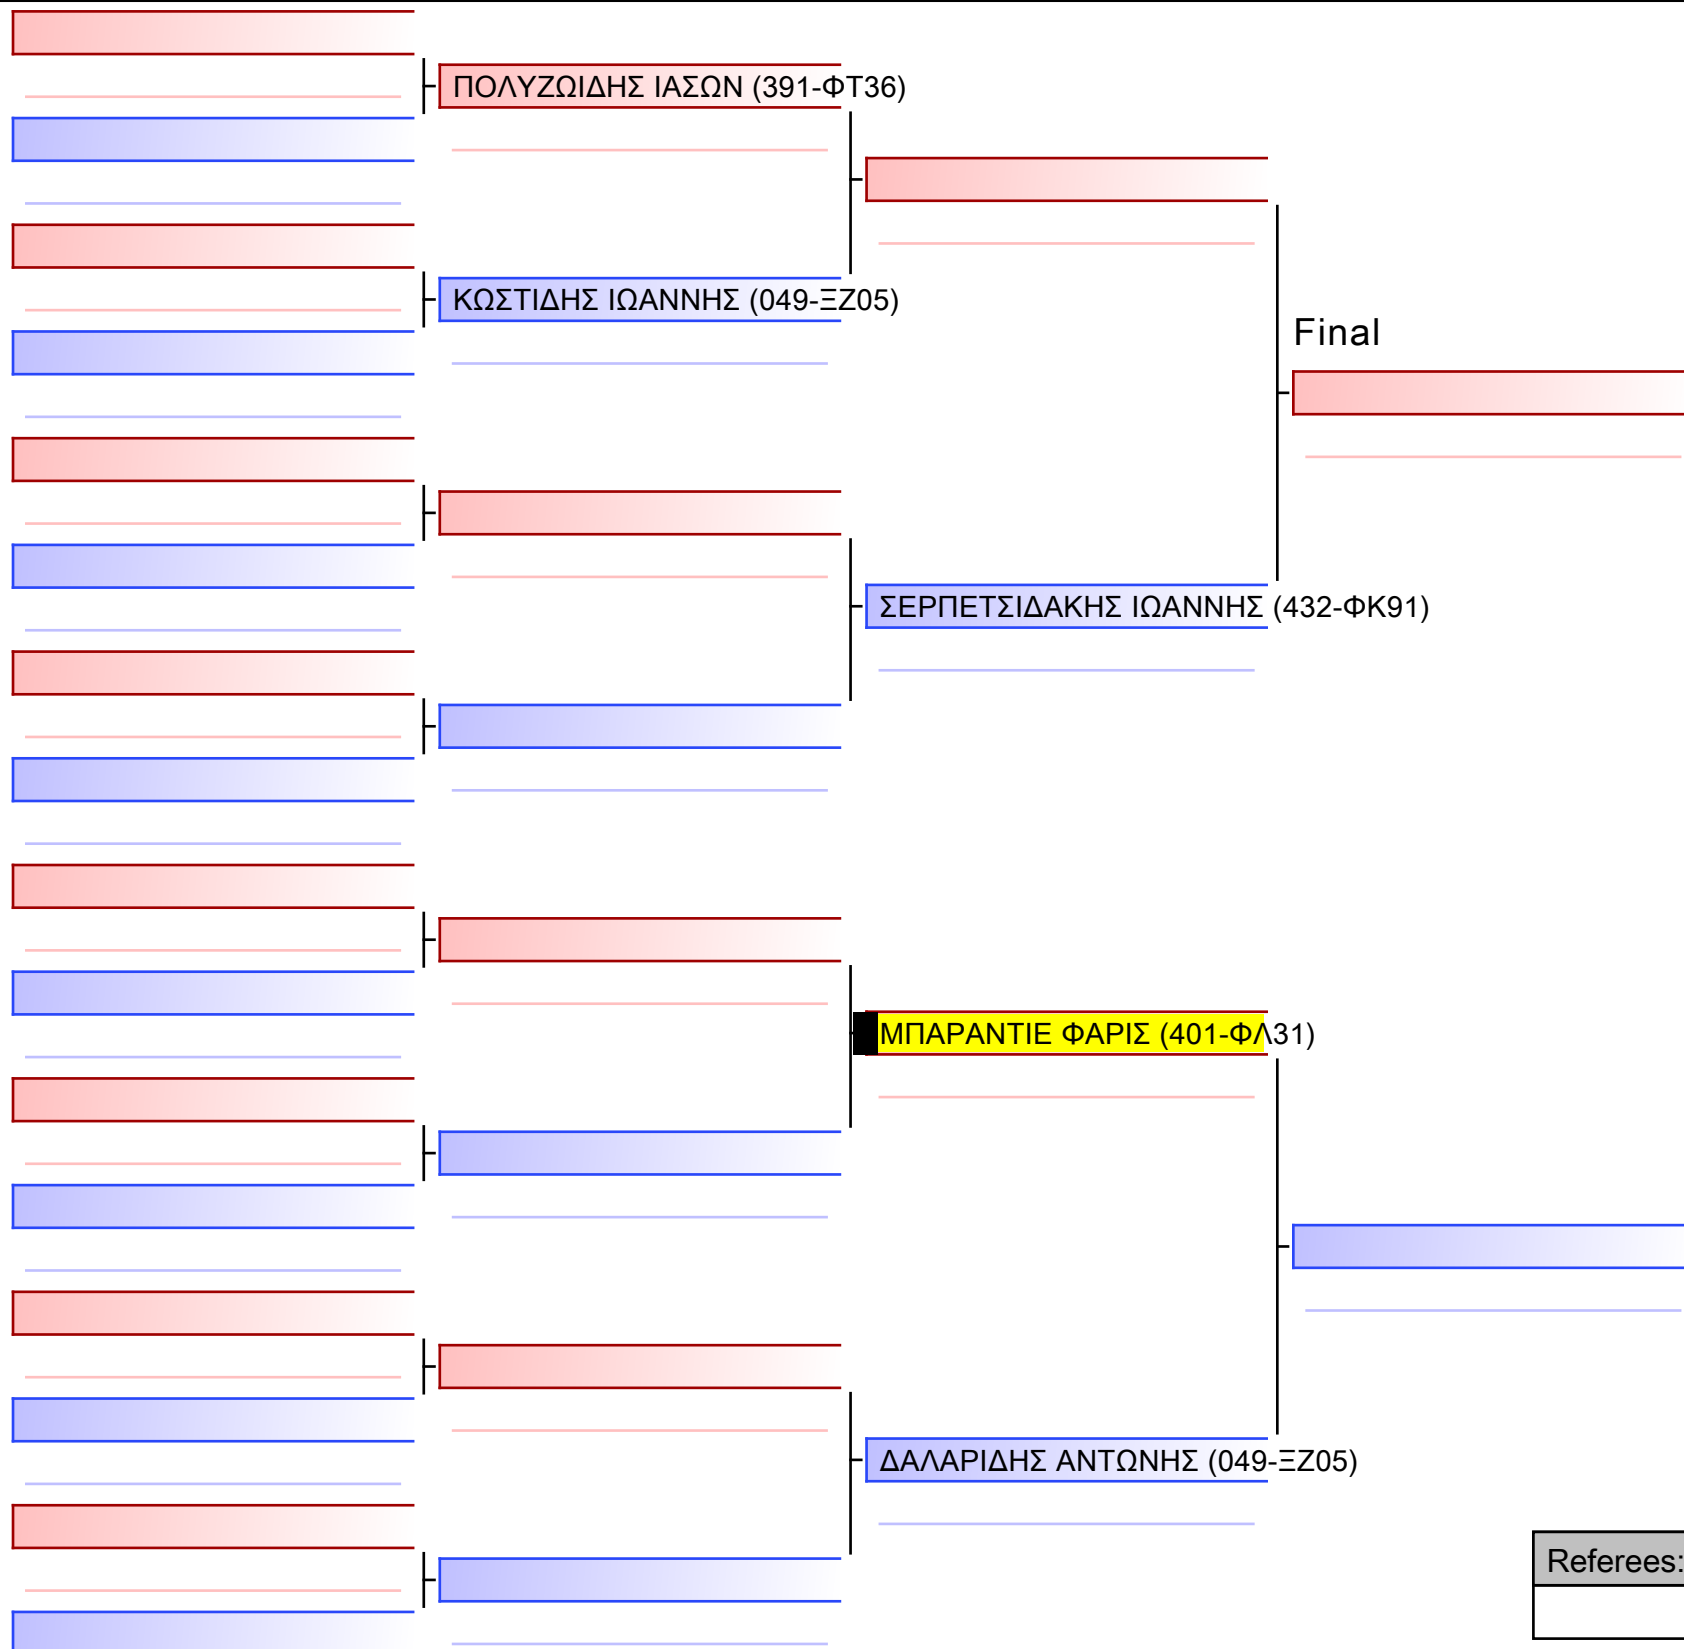 ΠΟΛΥΖΩΙΔΗΣ ΙΑΣΩΝ (391-ΦΤ36)
ΚΩΣΤΙΔΗΣ ΙΩΑΝΝΗΣ (049-ΞΖ05)
Final
ΣΕΡΠΕΤΣΙΔΑΚΗΣ ΙΩΑΝΝΗΣ (432-ΦΚ91)
ΜΠΑΡΑΝΤΙΕ ΦΑΡΙΣ (401-ΦΛ31)
ΔΑΛΑΡΙΔΗΣ ΑΝΤΩΝΗΣ (049-ΞΖ05)
Referees: